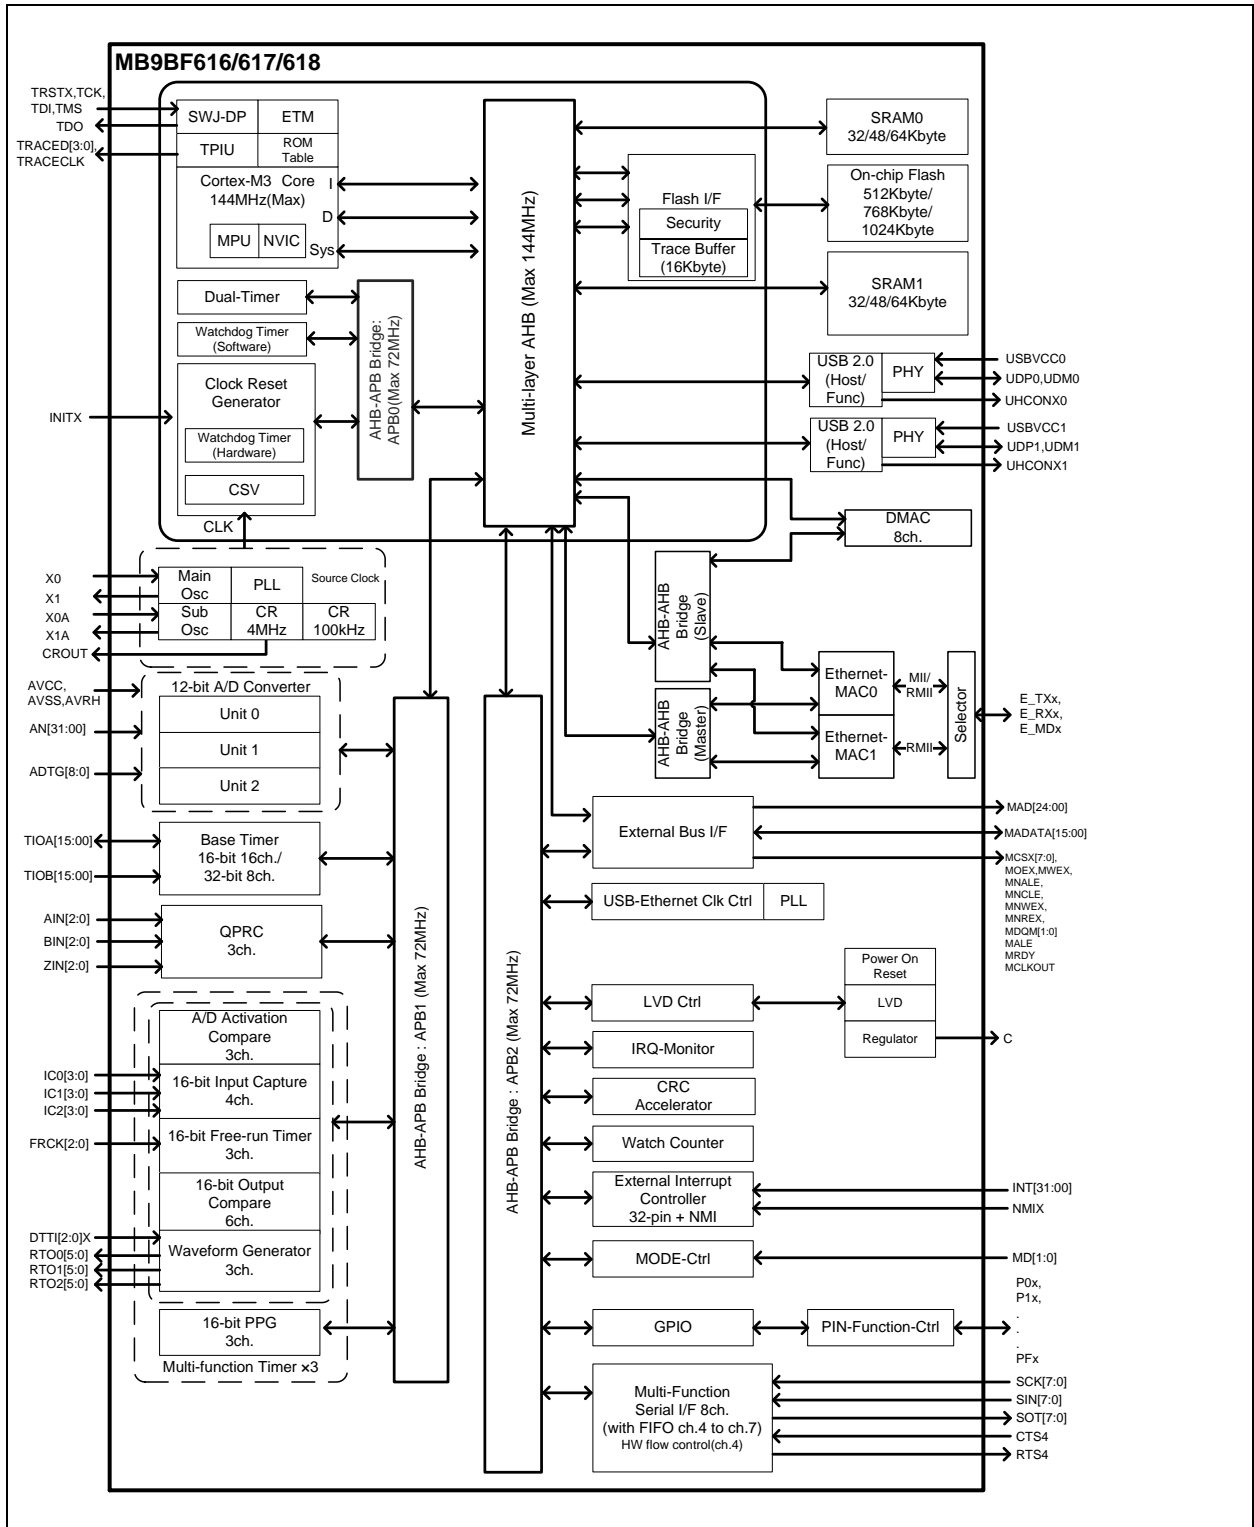 MB9BF616/617/618
TRSTX,TCK,
TDI,TMS
TDO
TRACED[3:0],
TRACECLK
SWJ-DP
ETM
TPIU
ROM
Table
Cortex-M3 Core
144MHz(Max)
I
D
Sys
MPU
NVIC
Dual-Timer
Watchdog Timer
(Software)
Clock Reset
Generator
Watchdog Timer
(Hardware)
CSV
CLK
INITX
AHB-APB Bridge:
APB0(Max 72MHz)
Multi-layer AHB (Max 144MHz)
Flash I/F
Security
Trace Buffer
(16Kbyte)
SRAM0
32/48/64Kbyte
On-chip Flash
512Kbyte/
768Kbyte/
1024Kbyte
SRAM1
32/48/64Kbyte
USB 2.0
(Host/
Func)
PHY
USBVCC0
UDP0,UDM0
UHCONX0
USB 2.0
(Host/
Func)
PHY
USBVCC1
UDP1,UDM1
UHCONX1
DMAC
8ch.
X0
X1
X0A
X1A
CROUT
Main
Osc
PLL
Source Clock
Sub
Osc
CR
4MHz
CR
100kHz
AHB-AHB
Bridge
(Slave)
AHB-AHB
Bridge
(Master)
Ethernet-
MAC0
Ethernet-
MAC1
MII/
RMII
RMII
Selector
E_TXx,
E_RXx,
E_MDx
AVCC,
AVSS,AVRH
AN[31:00]
ADTG[8:0]
12-bit A/D Converter
Unit 0
Unit 1
Unit 2
TIOA[15:00]
TIOB[15:00]
Base Timer
16-bit 16ch./
32-bit 8ch.
AIN[2:0]
BIN[2:0]
ZIN[2:0]
QPRC
3ch.
A/D Activation
Compare
3ch.
IC0[3:0]
IC1[3:0]
IC2[3:0]
16-bit Input Capture
4ch.
FRCK[2:0]
16-bit Free-run Timer
3ch.
16-bit Output
Compare
6ch.
DTTI[2:0]X
RTO0[5:0]
RTO1[5:0]
RTO2[5:0]
Waveform Generator
3ch.
16-bit PPG
3ch.
Multi-function Timer ×3
AHB-APB Bridge : APB1 (Max 72MHz)
AHB-APB Bridge : APB2 (Max 72MHz)
External Bus I/F
MAD[24:00]
MADATA[15:00]
MCSX[7:0],
MOEX,MWEX,
MNALE,
MNCLE,
MNWEX,
MNREX,
MDQM[1:0]
MALE
MRDY
MCLKOUT
USB-Ethernet Clk Ctrl
PLL
LVD Ctrl
Power On
Reset
LVD
Regulator
C
IRQ-Monitor
CRC
Accelerator
Watch Counter
External Interrupt
Controller
32-pin + NMI
INT[31:00]
NMIX
MODE-Ctrl
MD[1:0]
GPIO
PIN-Function-Ctrl
P0x,
P1x,
.
.
.
PFx
Multi-Function
Serial I/F 8ch.
(with FIFO ch.4 to ch.7)
HW flow control(ch.4)
SCK[7:0]
SIN[7:0]
SOT[7:0]
CTS4
RTS4